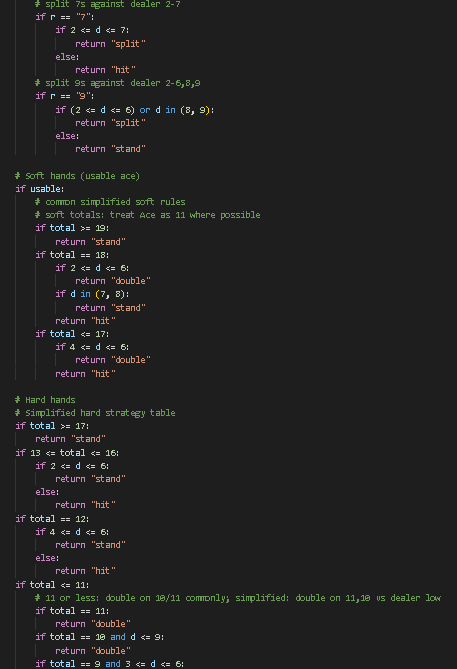 # split 7s against dealer 2-7
if r == "7":
if 2 <= d <= 7:
return "split"
else:
return "hit"
# split 9s against dealer 2-6,8,9
if r == "9":
if (2 <= d <= 6) or d in (8, 9):
return "split"
else:
return "stand"
# Soft hands (usable ace)
if usable:
# common simplified soft rules
# soft totals: treat Ace as 11 where possible
if total >= 19:
return "stand"
if total == 18:
if 2 <= d <= 6:
return "double"
if d in (7, 8):
return "stand"
return "hit"
if total <= 17:
if 4 <= d <= 6:
return "double"
return "hit"
# Hard hands
# Simplified hard strategy table
if total >= 17:
return "stand"
if 13 <= total <= 16:
if 2 <= d <= 6:
return "stand"
else:
return "hit"
if total == 12:
if 4 <= d <= 6:
return "stand"
else:
return "hit"
if total <= 11:
# 11 or less: double on 10/11 commonly; simplified: double on 11,10 vs dealer low
if total == 11:
return "double"
if total == 10 and d <= 9:
return "double"
if total == 9 and 3 <= d <= 6: